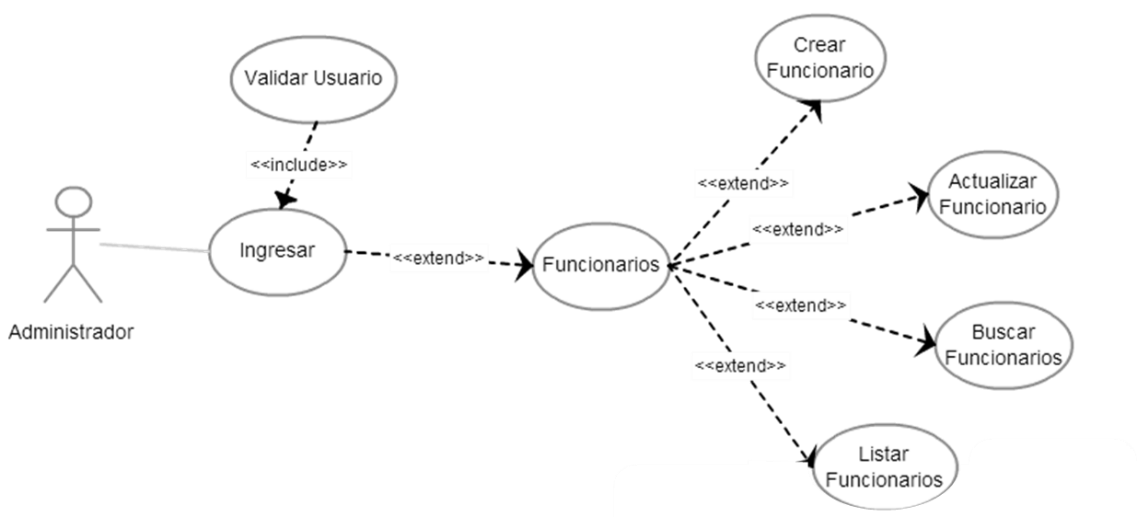 Validar Usuario
<<include>>
Administrador
Ingresar
<<extend>>
Funcionarios
<<extend>>
Crear
Funcionario
<<extend>>
Actualizar
Funcionario
<<extend>>
Buscar
Funcionarios
<<extend>>
Listar
Funcionarios